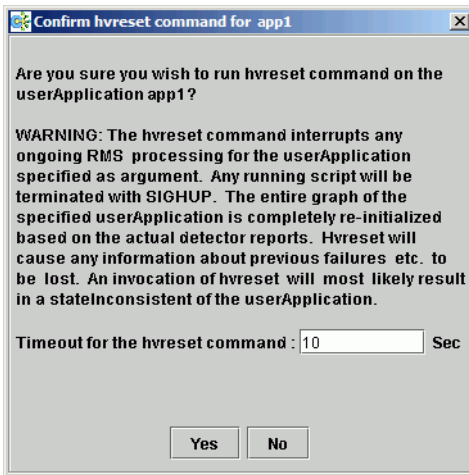 Confirm hvreset command for app1
Are you sure you wish to run hvreset command on the
userApplication app1?
WARNING: The hvreset command interrupts any
ongoing RMS processing for the userApplication
specified as argument. Any running script will be
terminated with SIGHUP. The entire graph of the
specified userApplication is completely re-initialized
based on the actual detector reports. Hvreset will
cause any information about previous failures etc. to
be lost. An invocation of hvreset will most likely result
in a stateInconsistent of the userApplication.
Timeout for the hvreset command : 10 Sec
Yes No